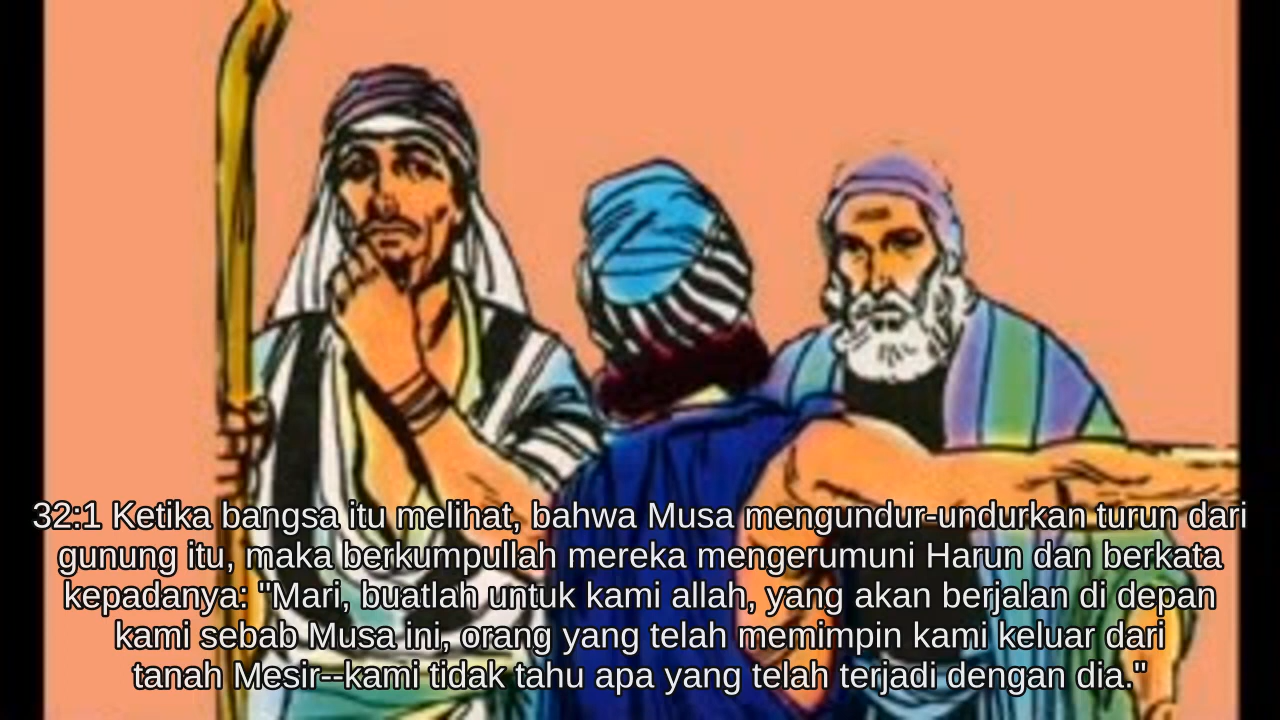 32:1 Ketika bangsa itu melihat, bahwa Musa mengundur-undurkan turun dari
gunung itu, maka berkumpullah mereka mengerumuni Harun dan berkata
kepadanya: "Mari, buatlah untuk kami allah, yang akan berjalan di depan
kami sebab Musa ini, orang yang telah memimpin kami keluar dari
tanah Mesir--kami tidak tahu apa yang telah terjadi dengan dia."